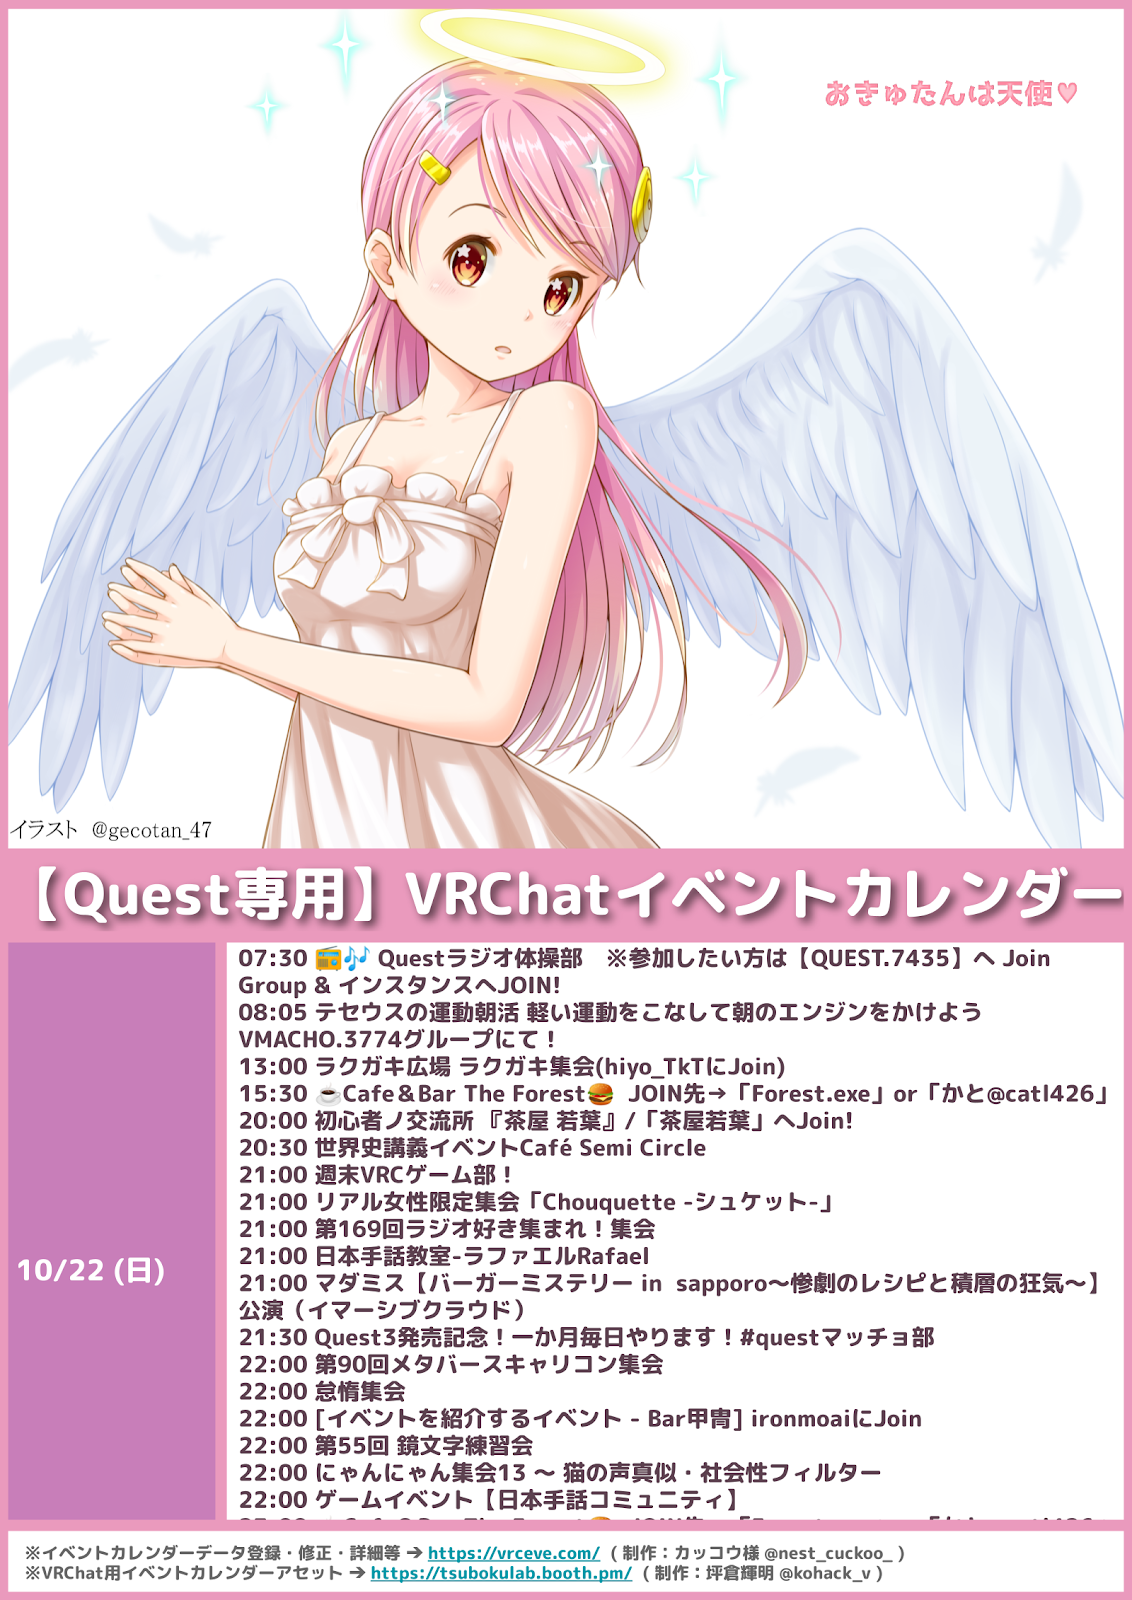 おきゅたんは天使♥
イラスト @gecotan_47
【Quest専用】VRChatイベントカレンダー
10/22 (日)
07:30 📻🎶 Questラジオ体操部　※参加したい方は【QUEST.7435】へ Join
Group & インスタンスへJOIN!
08:05 テセウスの運動朝活 軽い運動をこなして朝のエンジンをかけよう
VMACHO.3774グループにて！
13:00 ラクガキ広場 ラクガキ集会(hiyo_TkTにJoin)
15:30 ☕Cafe＆Bar The Forest🍔 JOIN先→「Forest.exe」or「かと@catl426」
20:00 初心者ノ交流所 『茶屋 若葉』/「茶屋若葉」へJoin!
20:30 世界史講義イベントCafé Semi Circle
21:00 週末VRCゲーム部！
21:00 リアル女性限定集会「Chouquette -シュケット-」
21:00 第169回ラジオ好き集まれ！集会
21:00 日本手話教室-ラファエルRafael
21:00 マダミス【バーガーミステリー in sapporo～惨劇のレシピと積層の狂気～】
公演（イマーシブクラウド）
21:30 Quest3発売記念！一か月毎日やります！#questマッチョ部
22:00 第90回メタバースキャリコン集会
22:00 怠惰集会
22:00 [イベントを紹介するイベント - Bar甲冑] ironmoaiにJoin
22:00 第55回 鏡文字練習会
22:00 にゃんにゃん集会13 ～ 猫の声真似・社会性フィルター
22:00 ゲームイベント【日本手話コミュニティ】
※イベントカレンダーデータ登録・修正・詳細等 → https://vrceve.com/ （制作：カッコウ様 @nest_cuckoo_ ）
※VRChat用イベントカレンダーアセット → https://tsubokulab.booth.pm/ （制作：坪倉輝明 @kohack_v ）